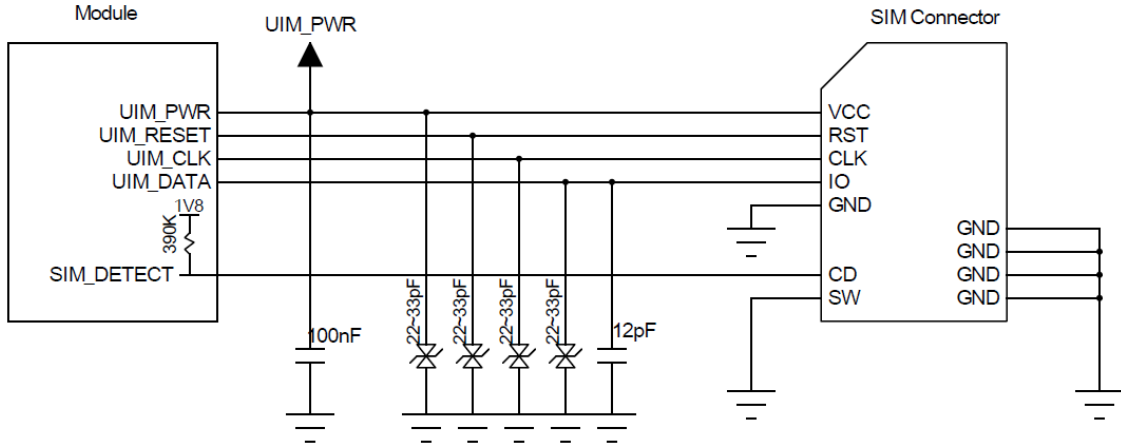 Module
UIM_PWR
SIM Connector
UIM_PWR
UIM_RESET
UIM_CLK
UIM_DATA
1V8
390K
SIM_DETECT
VCC
RST
CLK
IO
GND
GND
GND
GND
GND
CD
SW
100nF
22~33pF
22~33pF
22~33pF
22~33pF
12pF